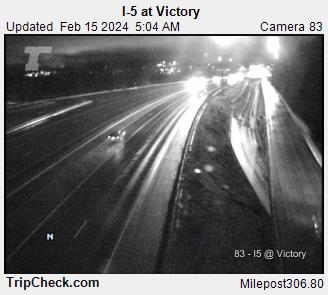 I-5 at Victory
Updated  Feb 15 2024  5:04 AM
Camera 83
T
N
83 - I5 @ Victory
TripCheck.com
Milepost306.80